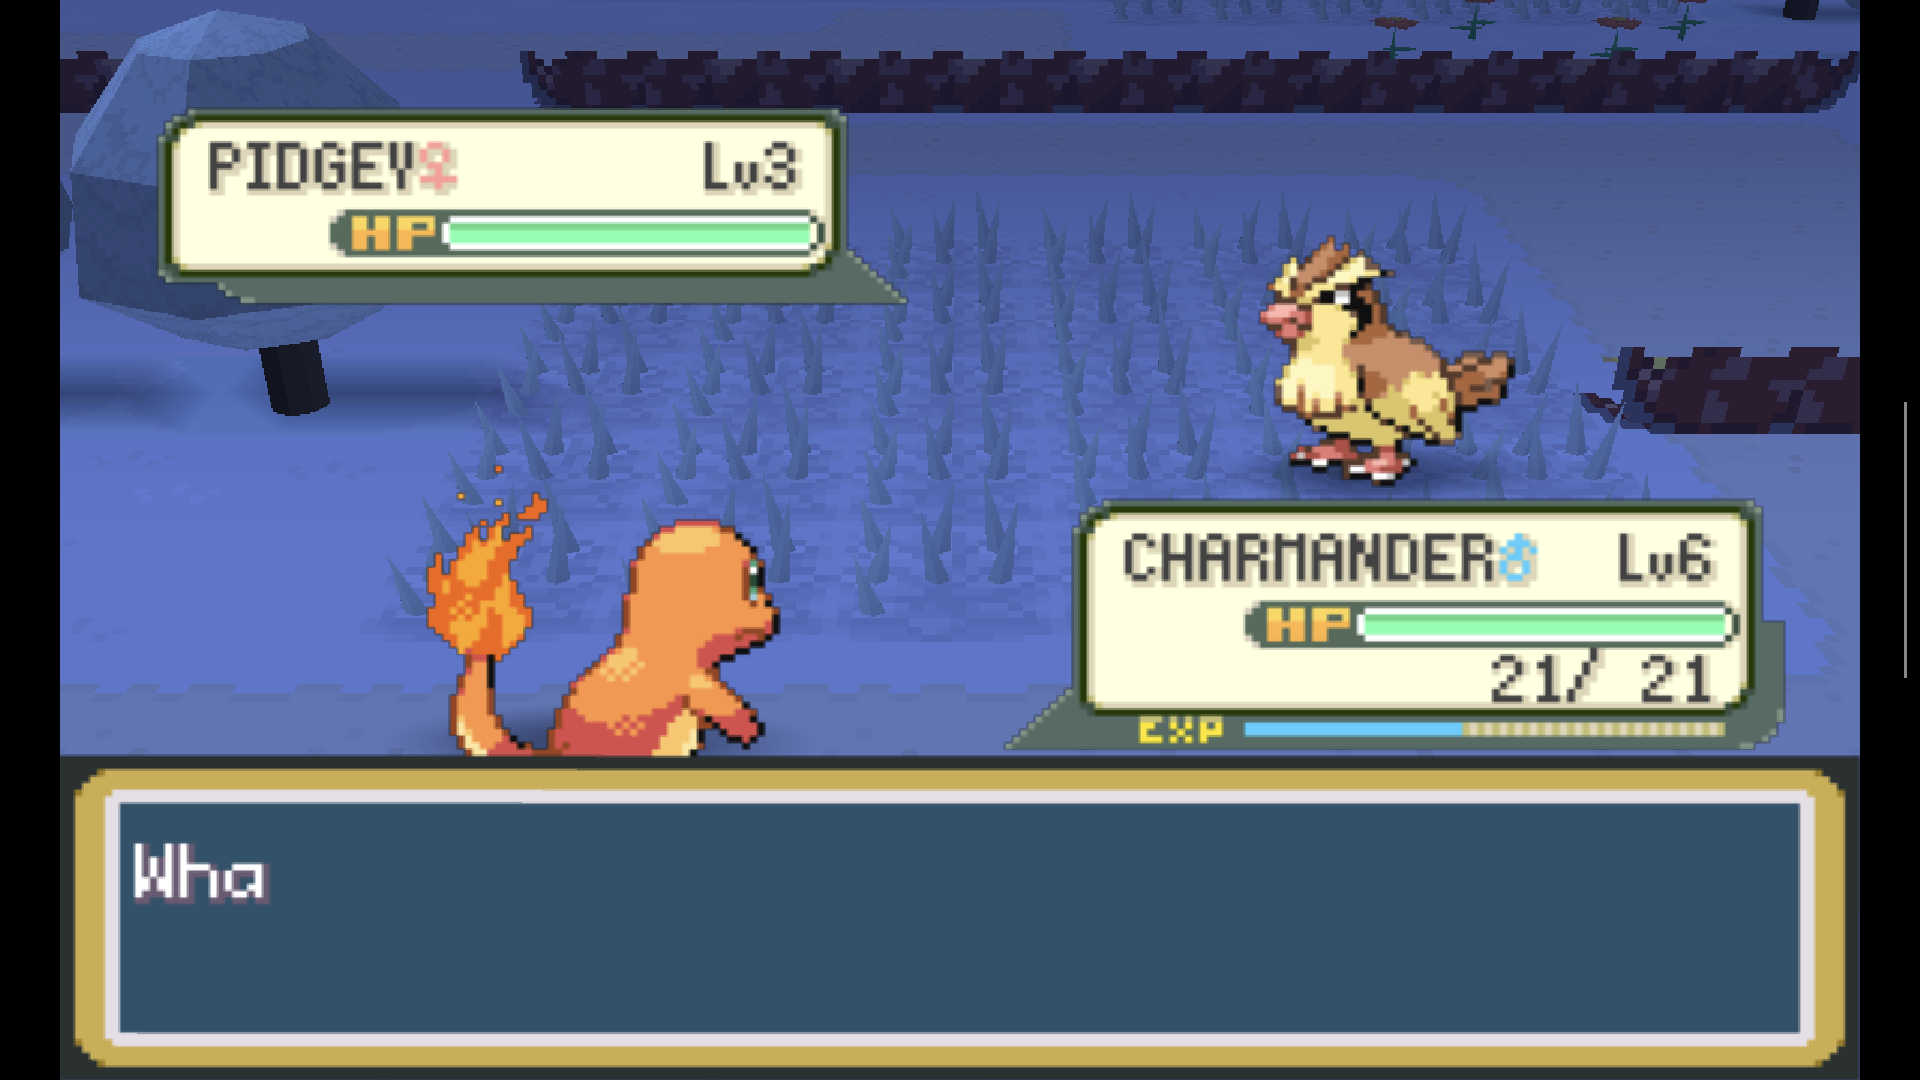 PIDGEY♀ Lv3
HP
CHARMANDER♂ Lv6
HP
21/ 21
EXP
Wha